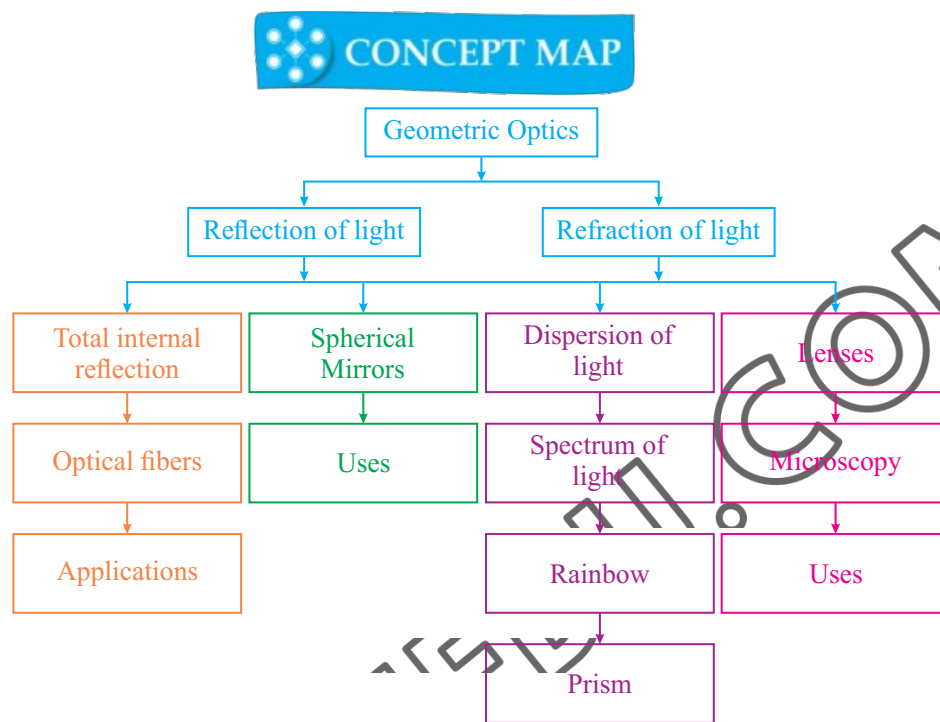 CONCEPT MAP
Geometric Optics
Reflection of light
Refraction of light
Total internal
reflection
Spherical
Mirrors
Dispersion of
light
Lenses
Optical fibers
Uses
Spectrum of
light
Microscopy
Applications
Rainbow
Uses
Prism